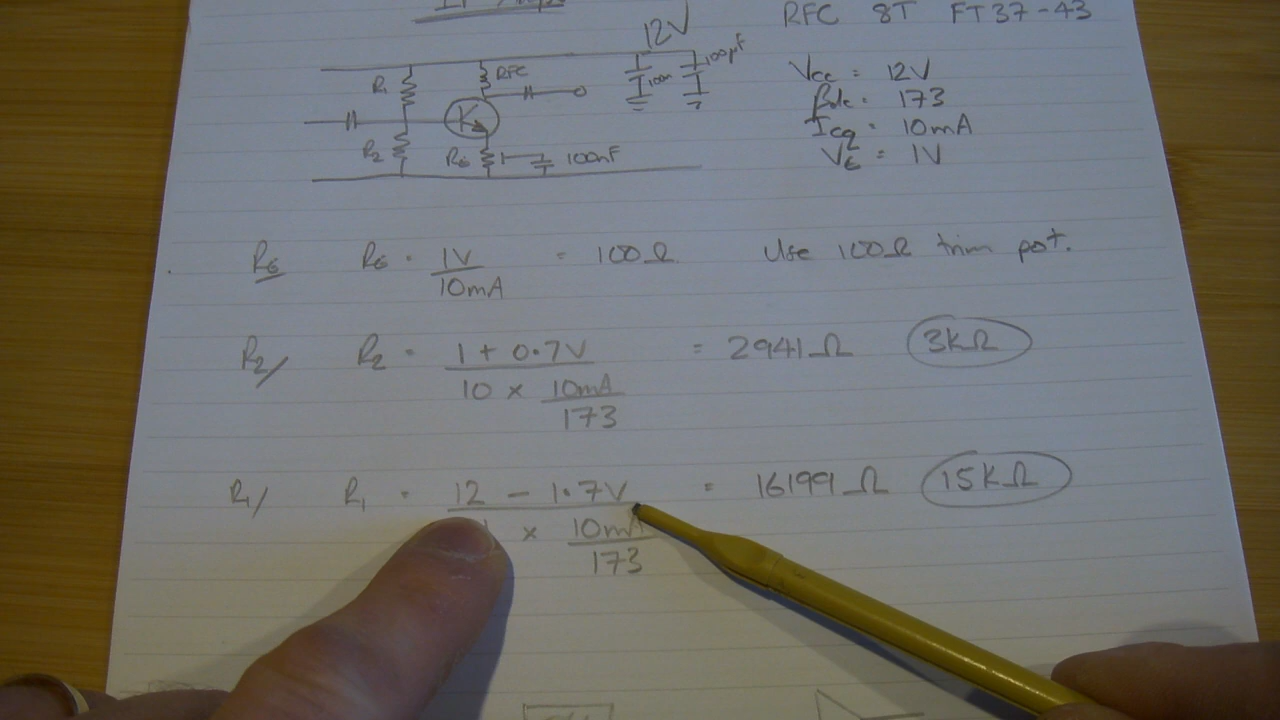 RFC 8T FT37-43
12V
R1
RFC
100n
100µF
R2
RE
100nF
Vcc = 12V
βdc = 173
Icq = 10mA
VE = 1V
RE RE = 1V / 10mA = 100Ω Use 100Ω trim pot.
R2/ R2 = 1 + 0.7V / 10 × 10mA / 173 = 2941Ω 3kΩ
R1/ R1 = 12 - 1.7V / × 10mA / 173 = 16199Ω 15kΩ